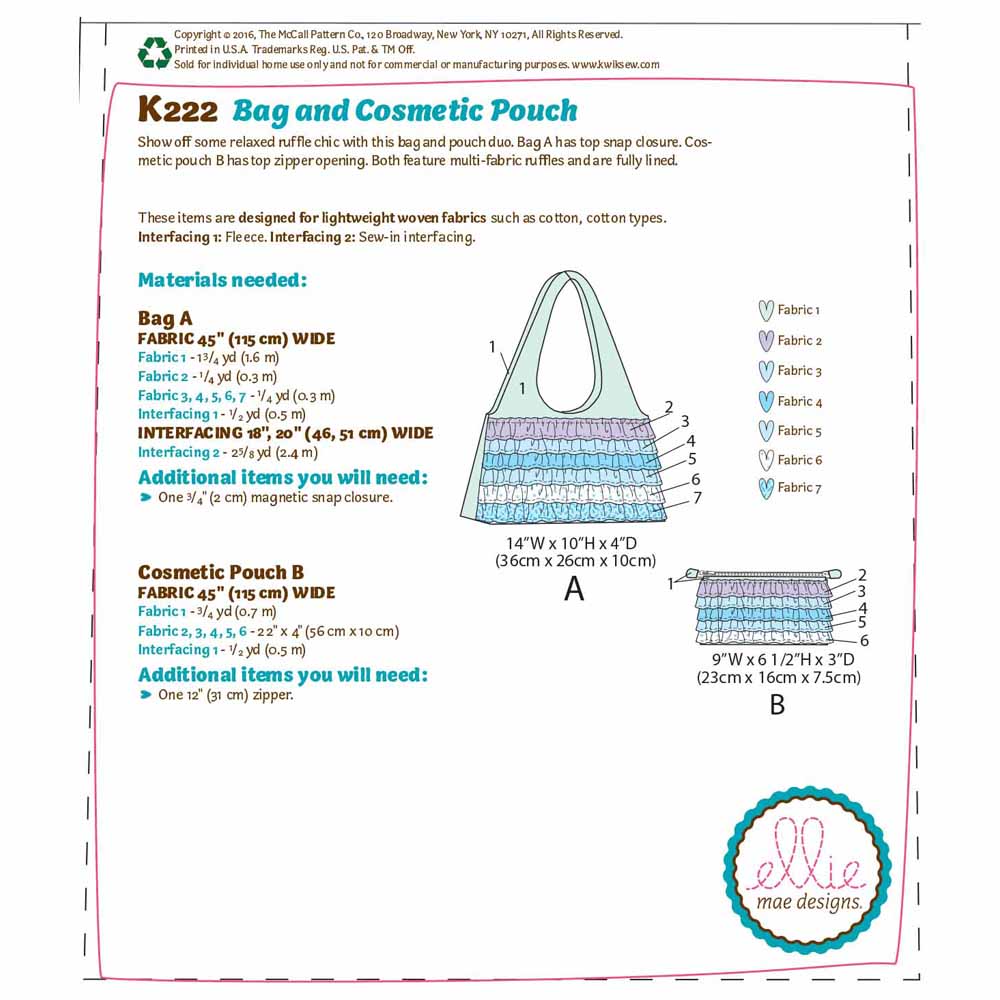 Copyright © 2016, The McCall Pattern Co., 120 Broadway, New York, NY 10271, All Rights Reserved.
Printed in U.S.A. Trademarks Reg. U.S. Pat. & TM Off.
Sold for individual home use only and not for commercial or manufacturing purposes. www.kwiksew.com
K222 Bag and Cosmetic Pouch
Show off some relaxed ruffle chic with this bag and pouch duo. Bag A has top snap closure. Cos-
metic pouch B has top zipper opening. Both feature multi-fabric ruffles and are fully lined.
These items are designed for lightweight woven fabrics such as cotton, cotton types.
Interfacing 1: Fleece. Interfacing 2: Sew-in interfacing.
Materials needed:
Bag A
FABRIC 45" (115 cm) WIDE
Fabric 1 - 1 3/4 yd (1.6 m)
Fabric 2 - 1/4 yd (0.3 m)
Fabric 3, 4, 5, 6, 7 - 1/4 yd (0.3 m)
Interfacing 1 - 1/2 yd (0.5 m)
INTERFACING 18", 20" (46, 51 cm) WIDE
Interfacing 2 - 2 5/8 yd (2.4 m)
Additional items you will need:
One 3/4" (2 cm) magnetic snap closure.
1
1
2
3
4
5
6
7
14"W x 10"H x 4"D
(36cm x 26cm x 10cm)
A
Fabric 1
Fabric 2
Fabric 3
Fabric 4
Fabric 5
Fabric 6
Fabric 7
Cosmetic Pouch B
FABRIC 45" (115 cm) WIDE
Fabric 1 - 3/4 yd (0.7 m)
Fabric 2, 3, 4, 5, 6 - 22" x 4" (56 cm x 10 cm)
Interfacing 1 - 1/2 yd (0.5 m)
Additional items you will need:
One 12" (31 cm) zipper.
1
2
3
4
5
6
9"W x 6 1/2"H x 3"D
(23cm x 16cm x 7.5cm)
B
ellie
mae designs.